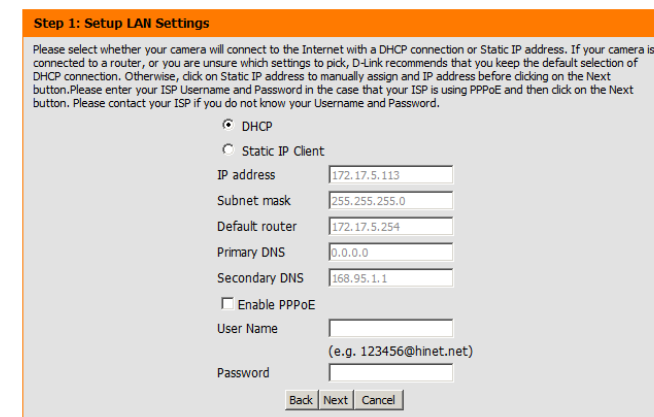 Step 1: Setup LAN Settings
Please select whether your camera will connect to the Internet with a DHCP connection or Static IP address. If your camera is
connected to a router, or you are unsure which settings to pick, D-Link recommends that you keep the default selection of
DHCP connection. Otherwise, click on Static IP address to manually assign and IP address before clicking on the Next
button.Please enter your ISP Username and Password in the case that your ISP is using PPPoE and then click on the Next
button. Please contact your ISP if you do not know your Username and Password.
DHCP
Static IP Client
IP address 172.17.5.113
Subnet mask 255.255.255.0
Default router 172.17.5.254
Primary DNS 0.0.0.0
Secondary DNS 168.95.1.1
Enable PPPoE
User Name
(e.g. 123456@hinet.net)
Password
Back Next Cancel